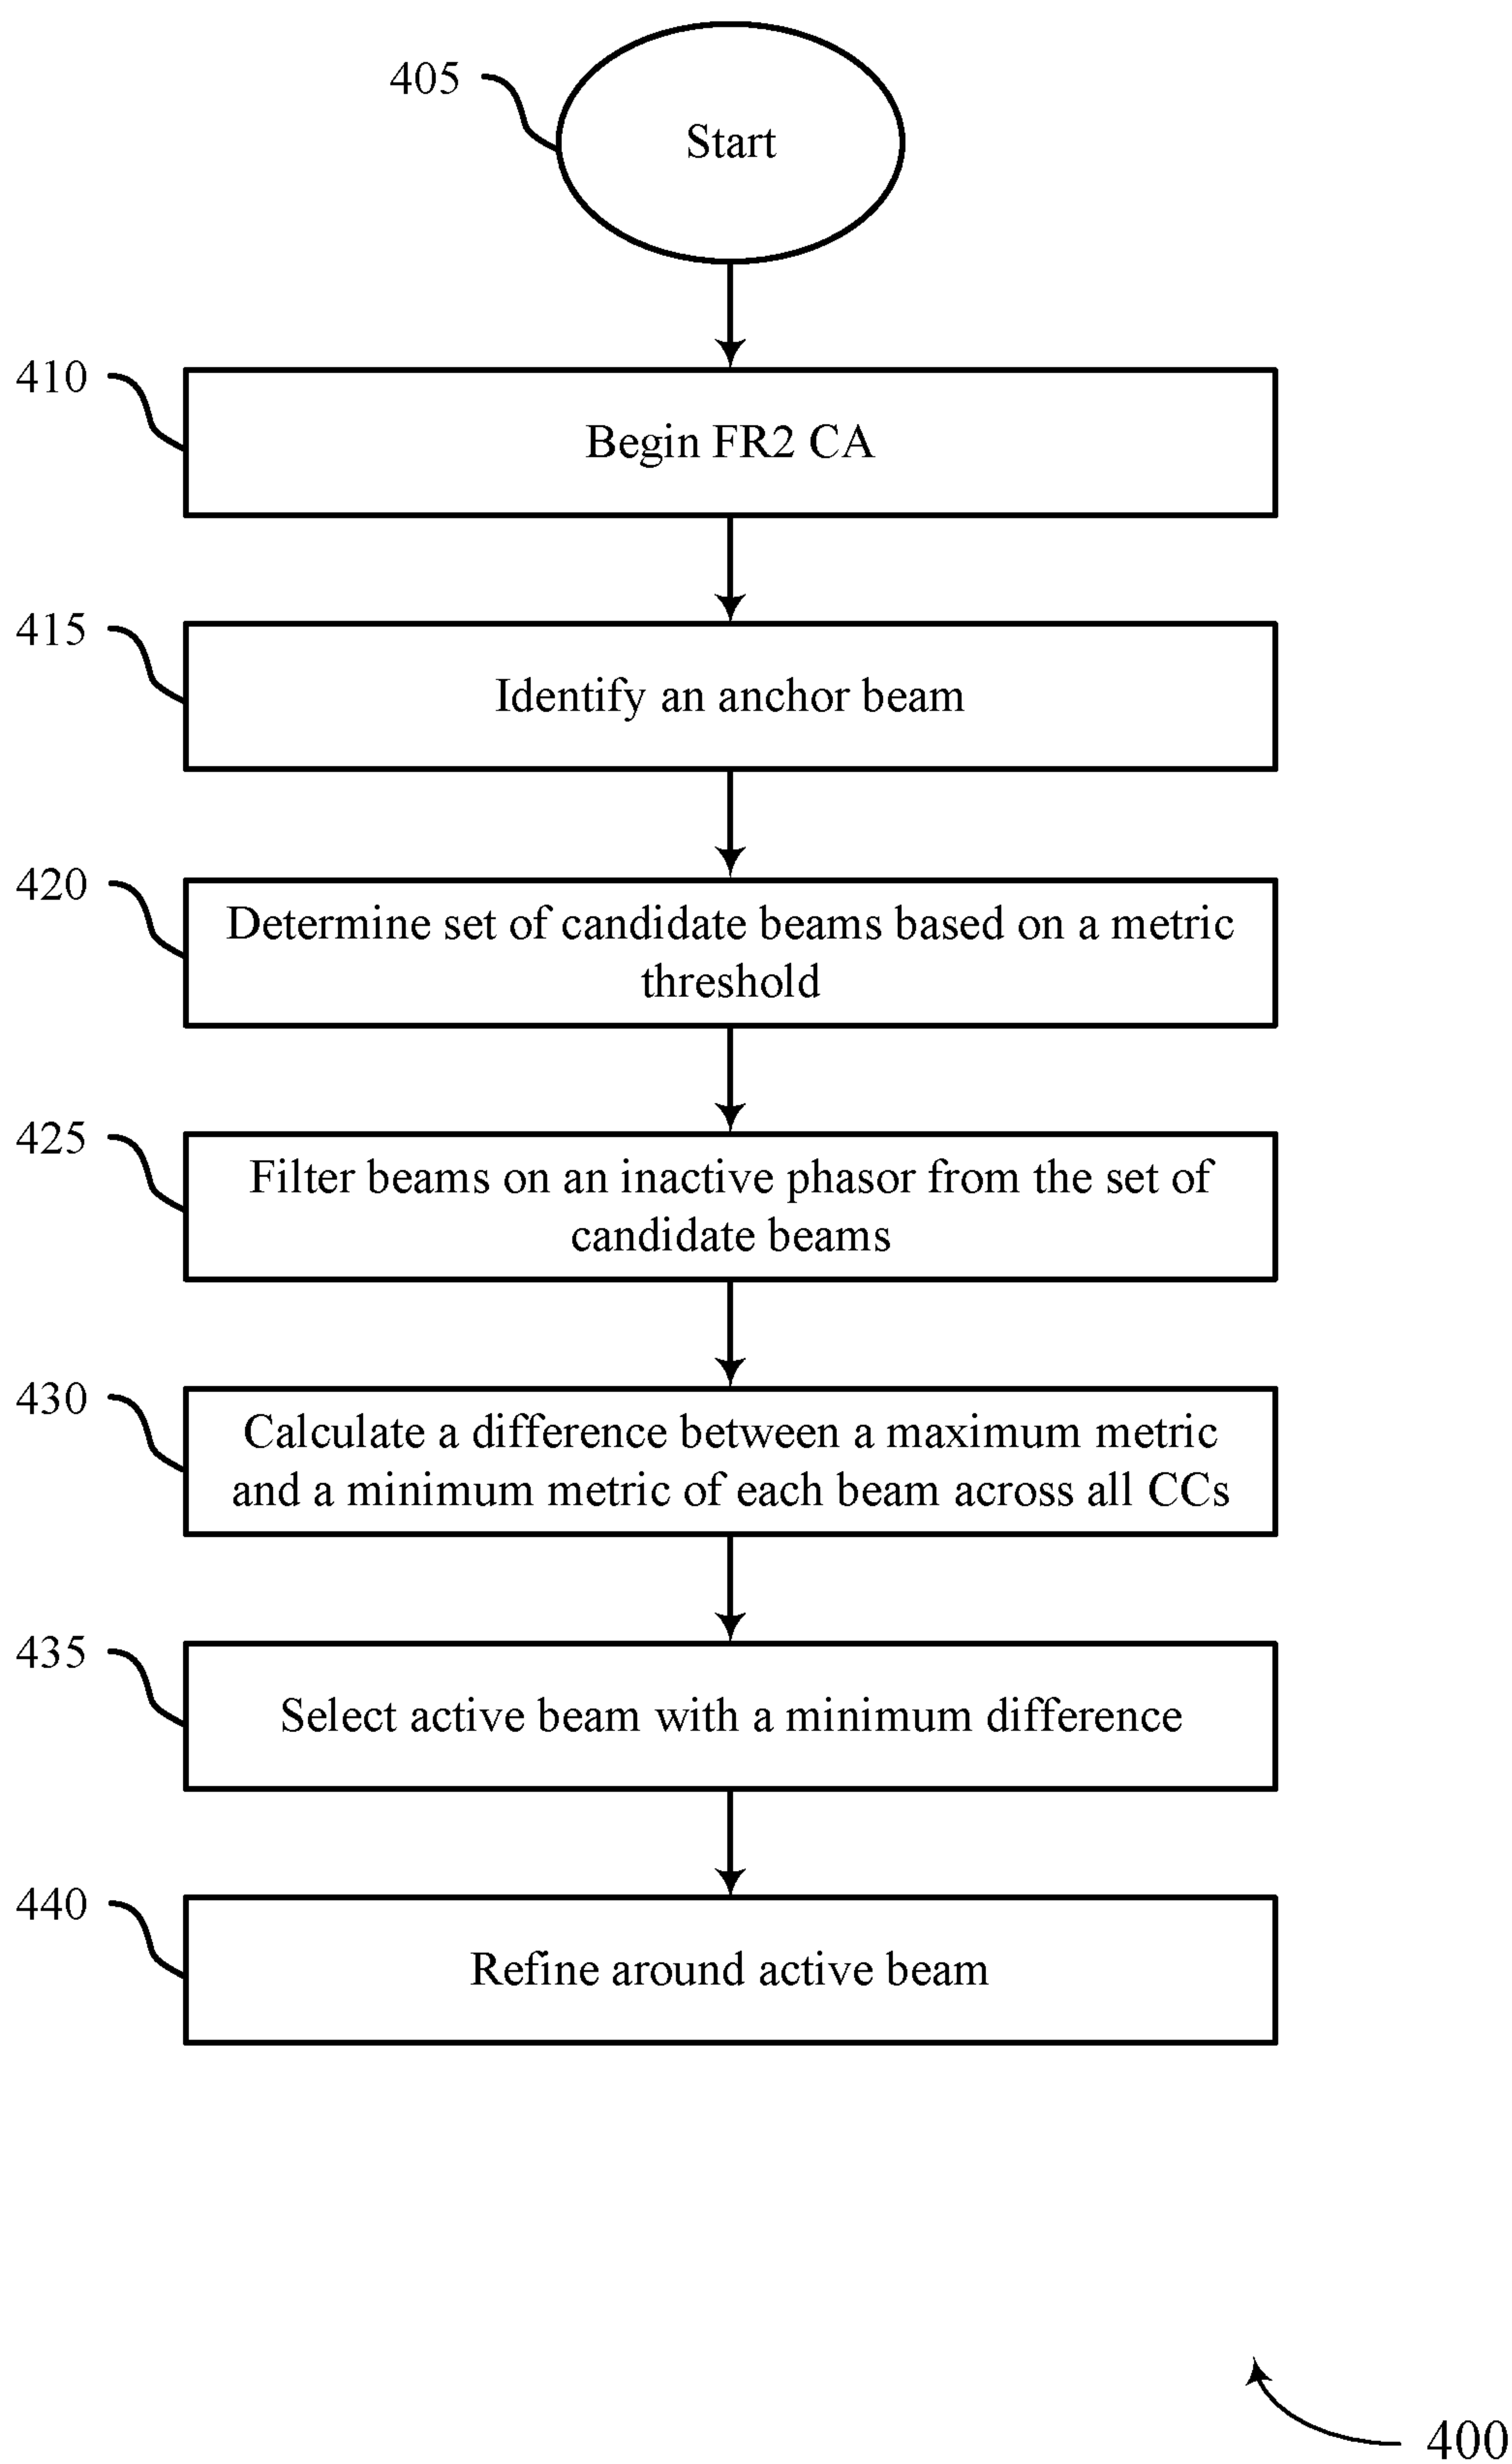 405
Start
410
Begin FR2 CA
415
Identify an anchor beam
420
Determine set of candidate beams based on a metric
threshold
425
Filter beams on an inactive phasor from the set of
candidate beams
430
Calculate a difference between a maximum metric
and a minimum metric of each beam across all CCs
435
Select active beam with a minimum difference
440
Refine around active beam
400